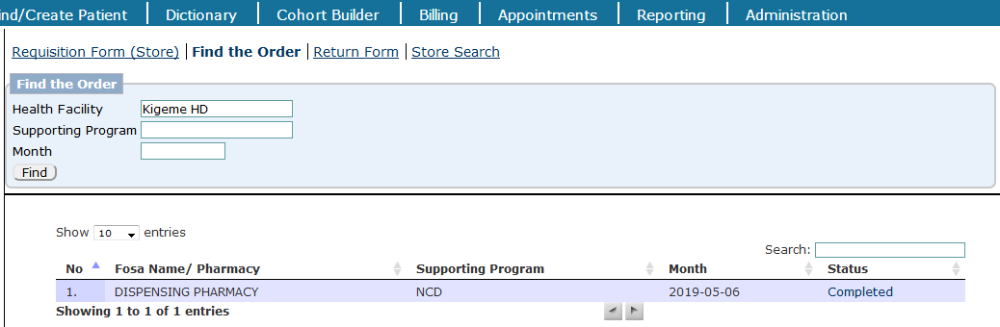 nd/Create Patient Dictionary Cohort Builder Billing Appointments Reporting Administration
Requisition Form (Store) Find the Order Return Form Store Search
Find the Order
Health Facility Kigeme HD
Supporting Program
Month
Find
Show 10 entries
Search:
No Fosa Name/ Pharmacy Supporting Program Month Status
1. DISPENSING PHARMACY NCD 2019-05-06 Completed
Showing 1 to 1 of 1 entries